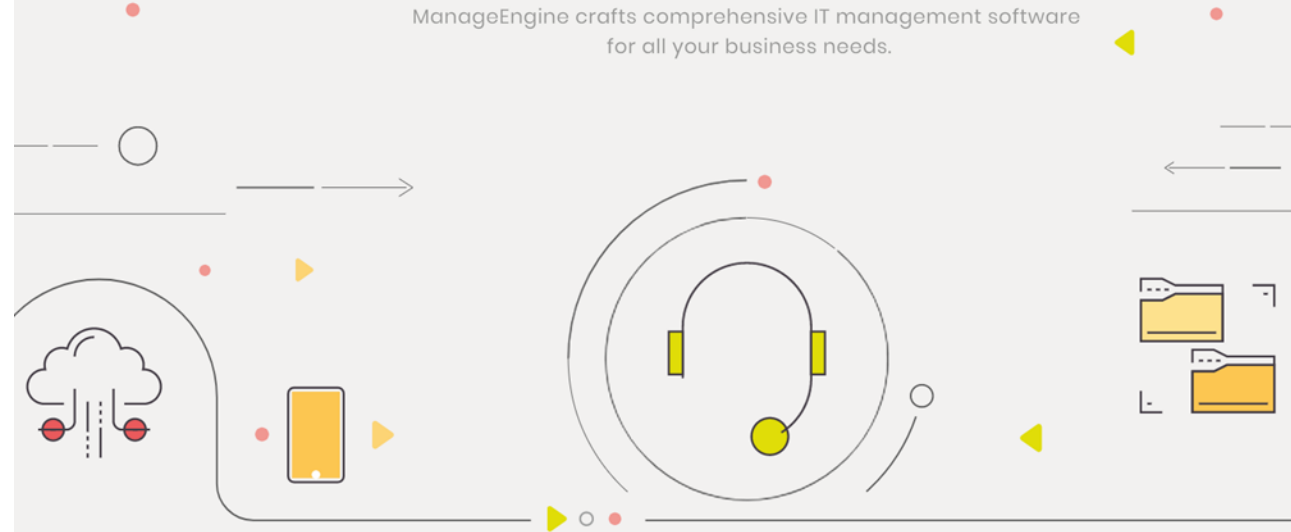 ManageEngine crafts comprehensive IT management software
for all your business needs.